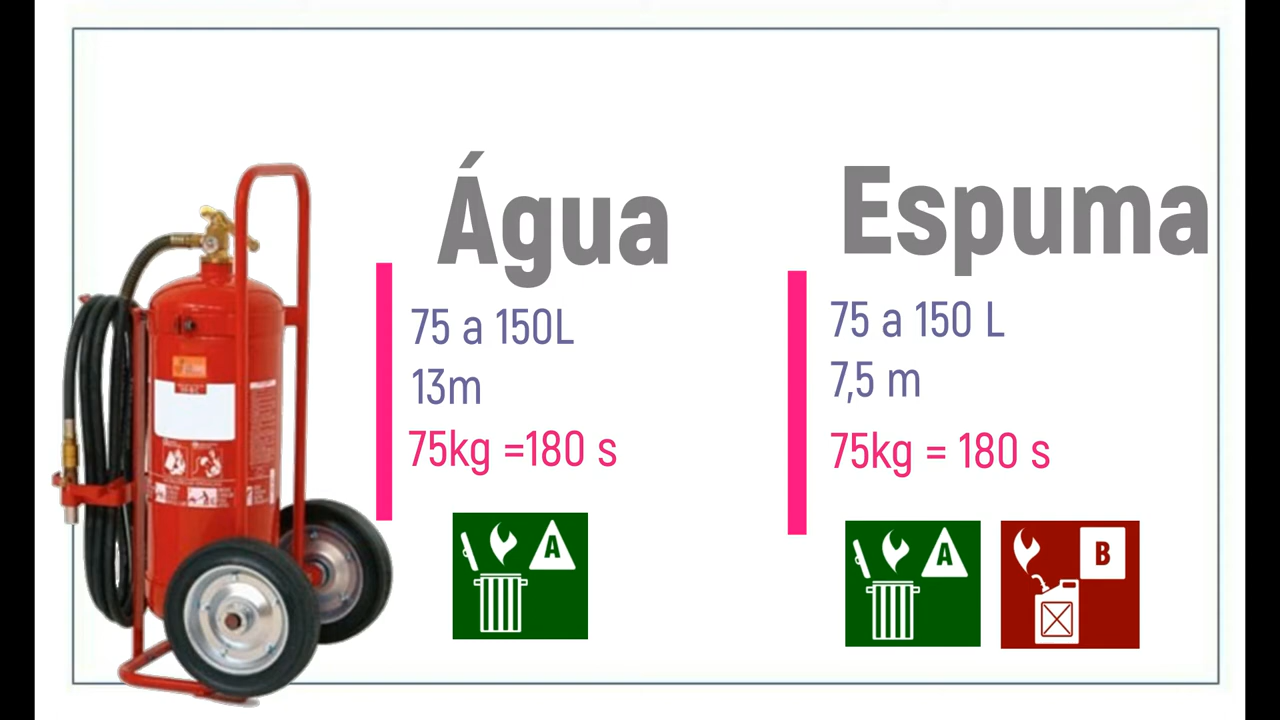 Água
75 a 150L
13m
75kg =180 s
A
Espuma
75 a 150 L
7,5 m
75kg = 180 s
A
B